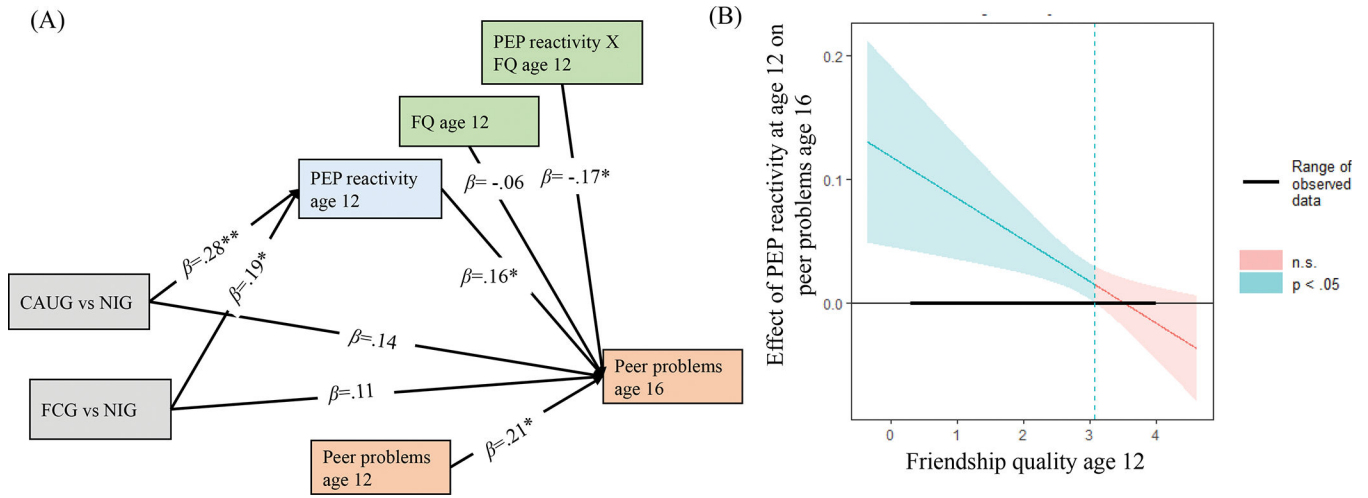 (A)
PEP reactivity X
FQ age 12
FQ age 12
PEP reactivity
age 12
β= -.06
β= -.17*
β=.28**
β=.19*
β=.16*
CAUG vs NIG
β=.14
Peer problems
age 16
FCG vs NIG
β=.11
β=.21*
Peer problems
age 12
(B)
Effect of PEP reactivity at age 12 on
peer problems age 16
0.2
0.1
0.0
0
1
2
3
4
Friendship quality age 12
Range of
observed
data
n.s.
p < .05